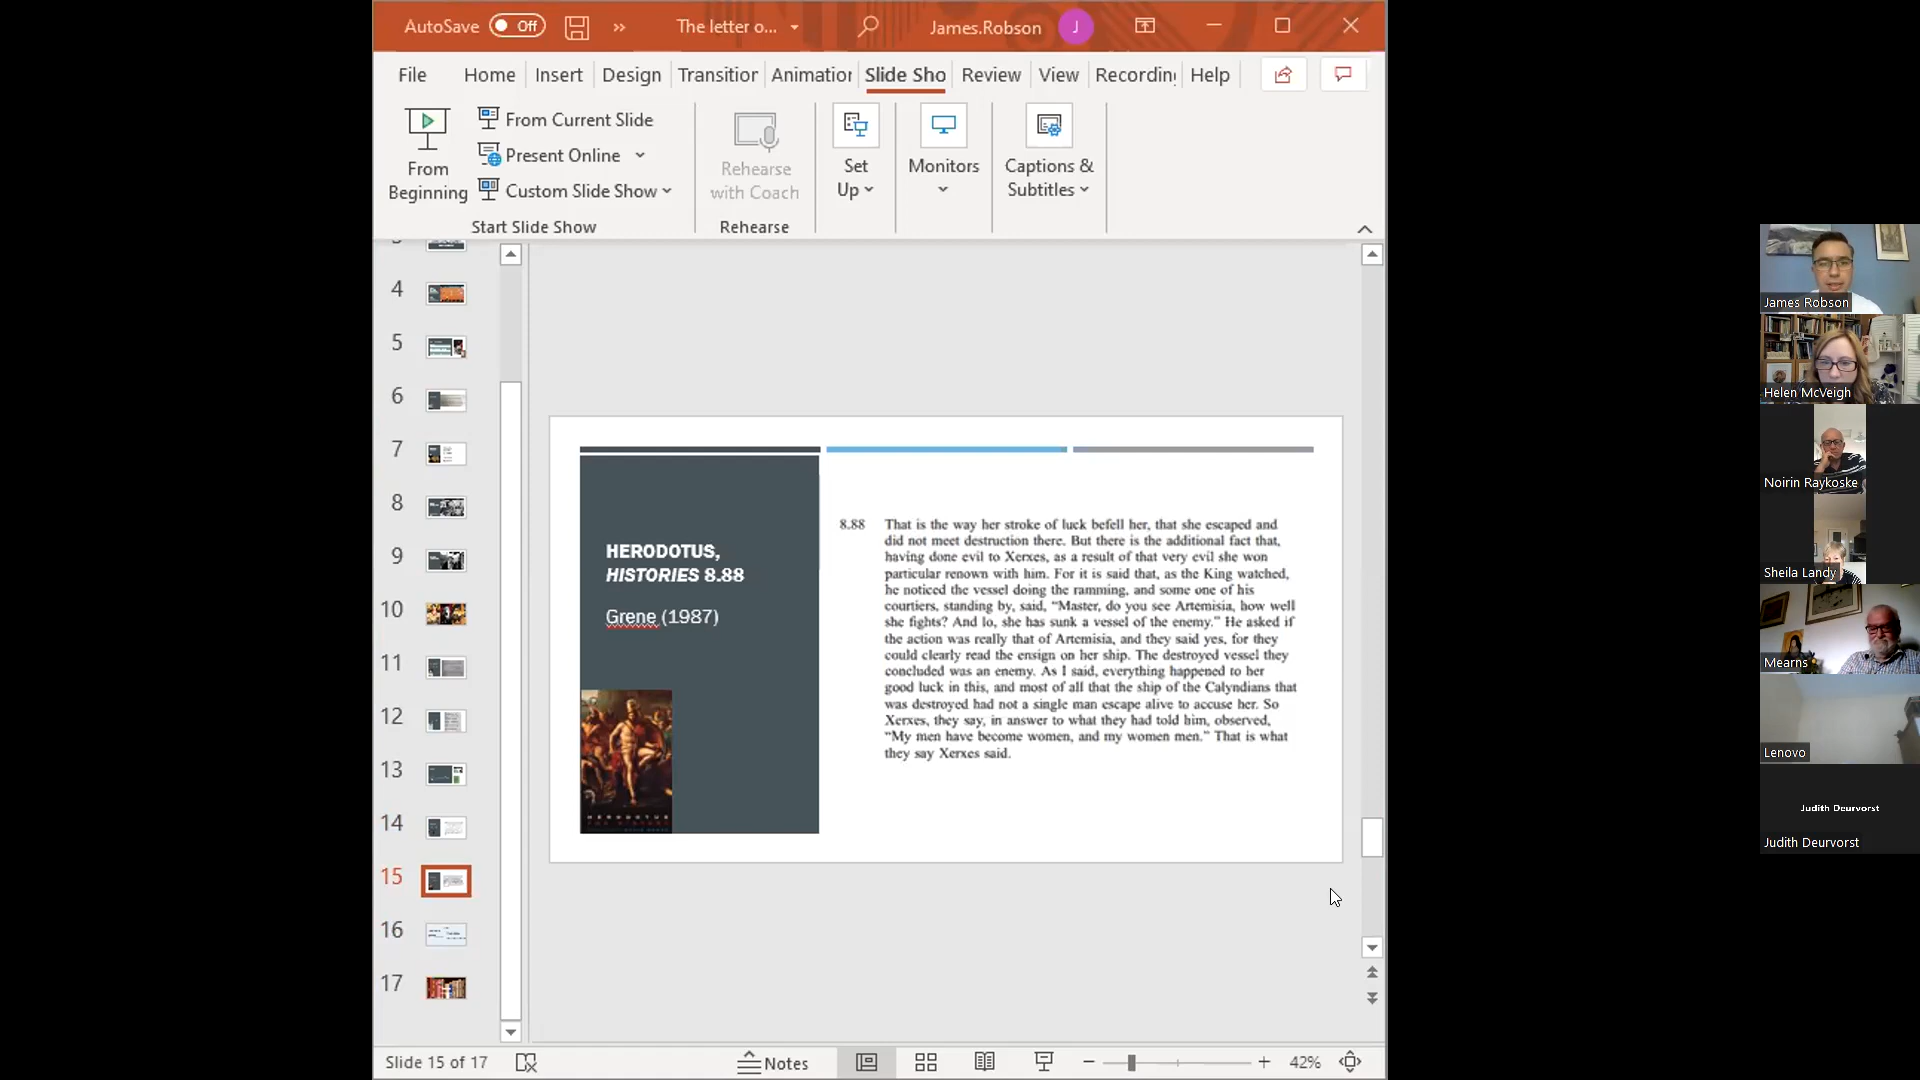 AutoSave Off The letter o... James.Robson J
File Home Insert Design Transition Animation Slide Sho Review View Recording Help
From Current Slide
Present Online
Custom Slide Show
From
Beginning
Start Slide Show
Rehearse
with Coach
Rehearse
Set
Up
Monitors
Captions &
Subtitles
4
5
6
7
8
9
10
11
12
13
14
15
16
17
HERODOTUS,
HISTORIES 8.88
Grene (1987)
HERODOTUS
8.88 That is the way her stroke of luck befell her, that she escaped and
did not meet destruction there. But there is the additional fact that,
having done evil to Xerxes, as a result of that very evil she won
particular renown with him. For it is said that, as the King watched,
he noticed the vessel doing the ramming, and some one of his
courtiers, standing by, said, “Master, do you see Artemisia, how well
she fights? And lo, she has sunk a vessel of the enemy.” He asked if
the action was really that of Artemisia, and they said yes, for they
could clearly read the ensign on her ship. The destroyed vessel they
concluded was an enemy. As I said, everything happened to her
good luck in this, and most of all that the ship of the Calyndians that
was destroyed had not a single man escape alive to accuse her. So
Xerxes, they say, in answer to what they had told him, observed,
“My men have become women, and my women men.” That is what
they say Xerxes said.
Slide 15 of 17 Notes 42%
James Robson
Helen McVeigh
Noirin Raykoske
Sheila Landy
Mearns
Lenovo
Judith Deurvorst
Judith Deurvorst